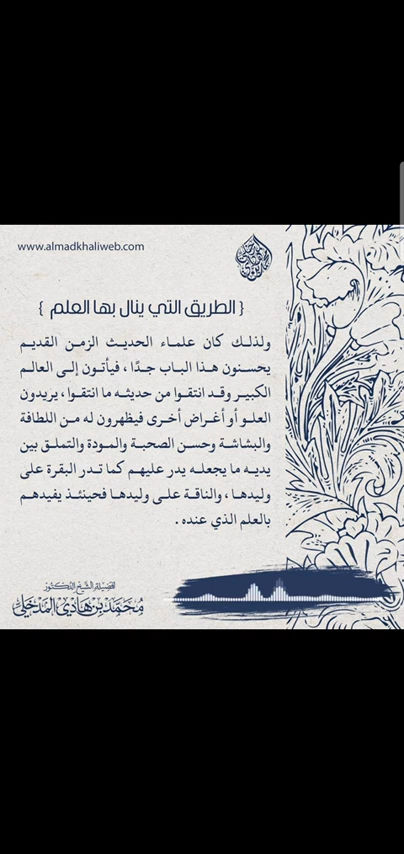 www.almadkhaliweb.com
{ الطريق التي ينال بها العلم }
ولذلك كان علماء الحديث الزمن القديم
يحسنون هذا الباب جدًا ، فيأتون إلى العالم
الكبير وقد انتقوا من حديثه ما انتقوا ، يريدون
العلو أو أغراض أخرى فيظهرون له من اللطافة
والبشاشة وحسن الصحبة والمودة والتملق بين
يديه ما يجعله يدر عليهم كما تدر البقرة على
وليدها ، والناقة على وليدها فحينئذ يفيدهم
بالعلم الذي عنده .
لفضيلة الشيخ الدكتور
محمد بن هادي المدخلي